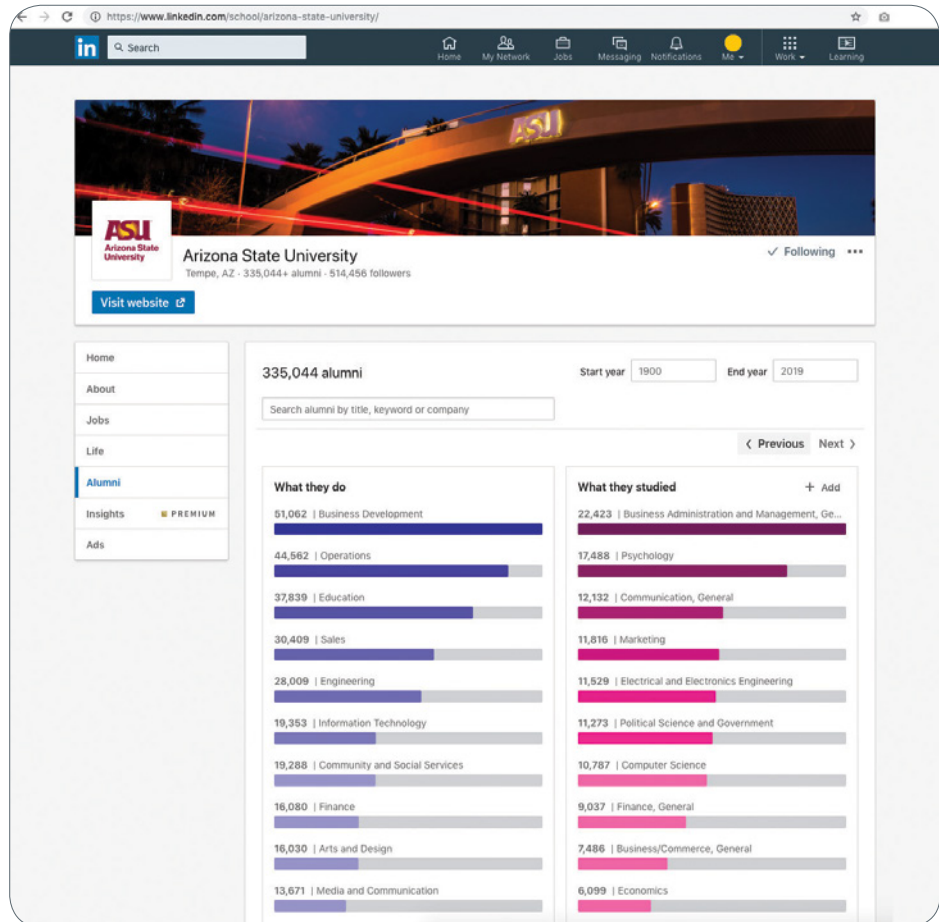 https://www.linkedin.com/school/arizona-state-university/
in Search Home My Network Jobs Messaging Notifications Me Work Learning
ASU
ASU
Arizona State
University
Arizona State University
Following
Tempe, AZ · 335,044+ alumni · 514,456 followers
Visit website
Home
About
Jobs
Life
Alumni
Insights PREMIUM
Ads
335,044 alumni
Start year 1900 End year 2019
Search alumni by title, keyword or company
Previous Next
What they do
51,062 | Business Development
44,562 | Operations
37,839 | Education
30,409 | Sales
28,009 | Engineering
19,353 | Information Technology
19,288 | Community and Social Services
16,080 | Finance
16,030 | Arts and Design
13,671 | Media and Communication
What they studied + Add
22,423 | Business Administration and Management, Ge...
17,488 | Psychology
12,132 | Communication, General
11,816 | Marketing
11,529 | Electrical and Electronics Engineering
11,273 | Political Science and Government
10,787 | Computer Science
9,037 | Finance, General
7,486 | Business/Commerce, General
6,099 | Economics